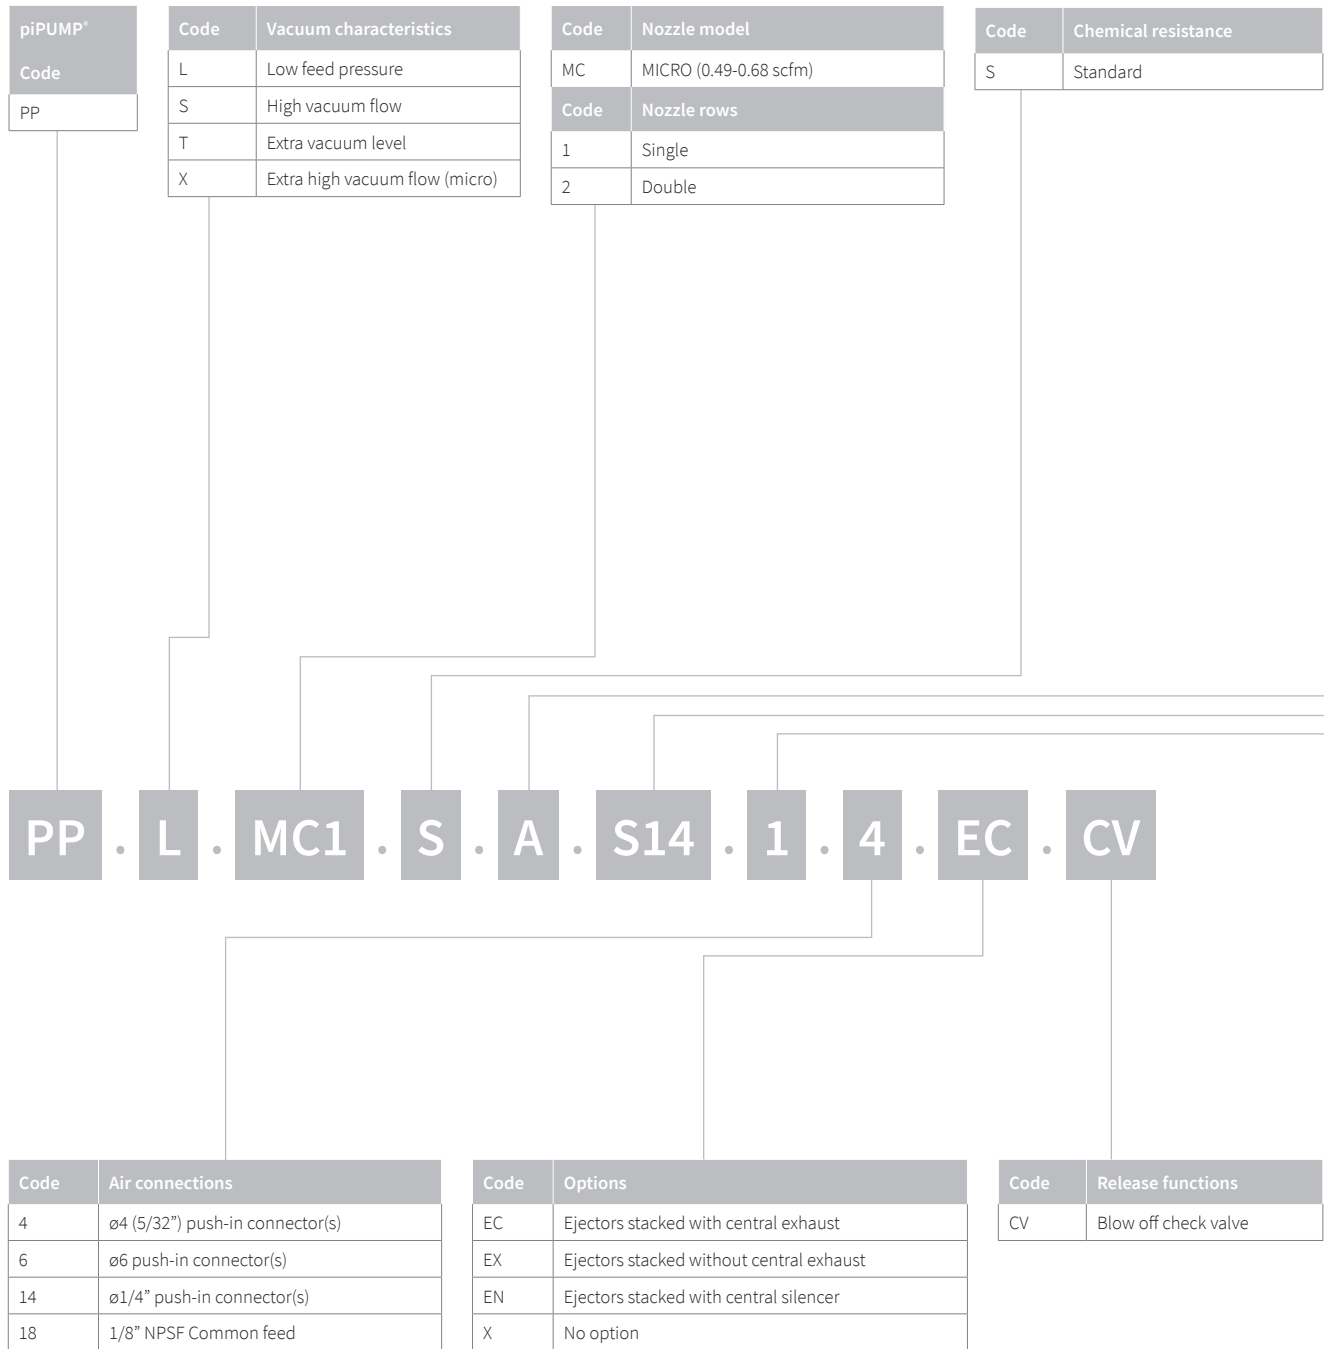 piPUMP®
Code
PP
Code Vacuum characteristics
L Low feed pressure
S High vacuum flow
T Extra vacuum level
X Extra high vacuum flow (micro)
Code Nozzle model
MC MICRO (0.49-0.68 scfm)
Code Nozzle rows
1 Single
2 Double
Code Chemical resistance
S Standard
PP . L . MC1 . S . A . S14 . 1 . 4 . EC . CV
Code Air connections
4 ø4 (5/32”) push-in connector(s)
6 ø6 push-in connector(s)
14 ø1/4” push-in connector(s)
18 1/8” NPSF Common feed
Code Options
EC Ejectors stacked with central exhaust
EX Ejectors stacked without central exhaust
EN Ejectors stacked with central silencer
X No option
Code Release functions
CV Blow off check valve